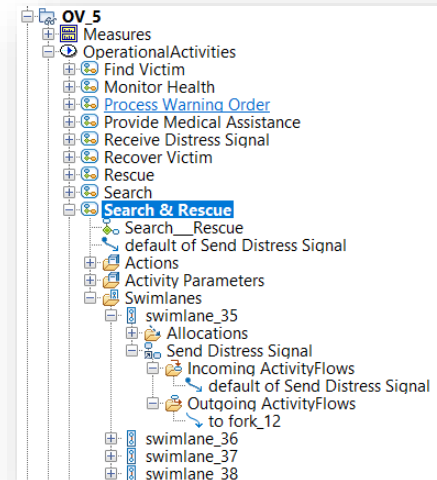 OV_5
Measures
OperationalActivities
Find Victim
Monitor Health
Process Warning Order
Provide Medical Assistance
Receive Distress Signal
Recover Victim
Rescue
Search
Search & Rescue
Search___Rescue
default of Send Distress Signal
Actions
Activity Parameters
Swimlanes
swimlane_35
Allocations
Send Distress Signal
Incoming ActivityFlows
default of Send Distress Signal
Outgoing ActivityFlows
to fork_12
swimlane_36
swimlane_37
swimlane_38